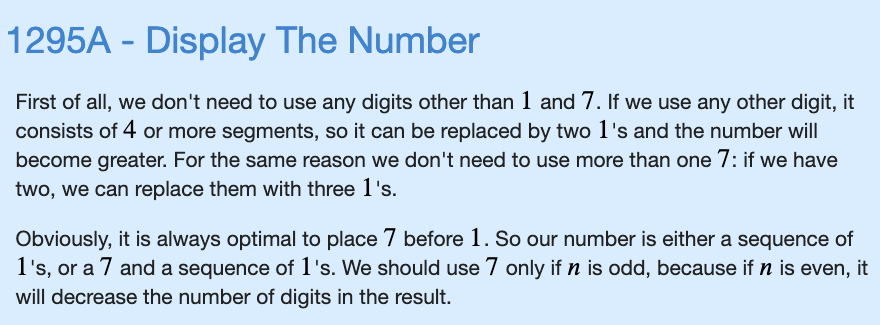 1295A - Display The Number
First of all, we don't need to use any digits other than 1 and 7. If we use any other digit, it
consists of 4 or more segments, so it can be replaced by two 1's and the number will
become greater. For the same reason we don't need to use more than one 7: if we have
two, we can replace them with three 1's.
Obviously, it is always optimal to place 7 before 1. So our number is either a sequence of
1's, or a 7 and a sequence of 1's. We should use 7 only if n is odd, because if n is even, it
will decrease the number of digits in the result.